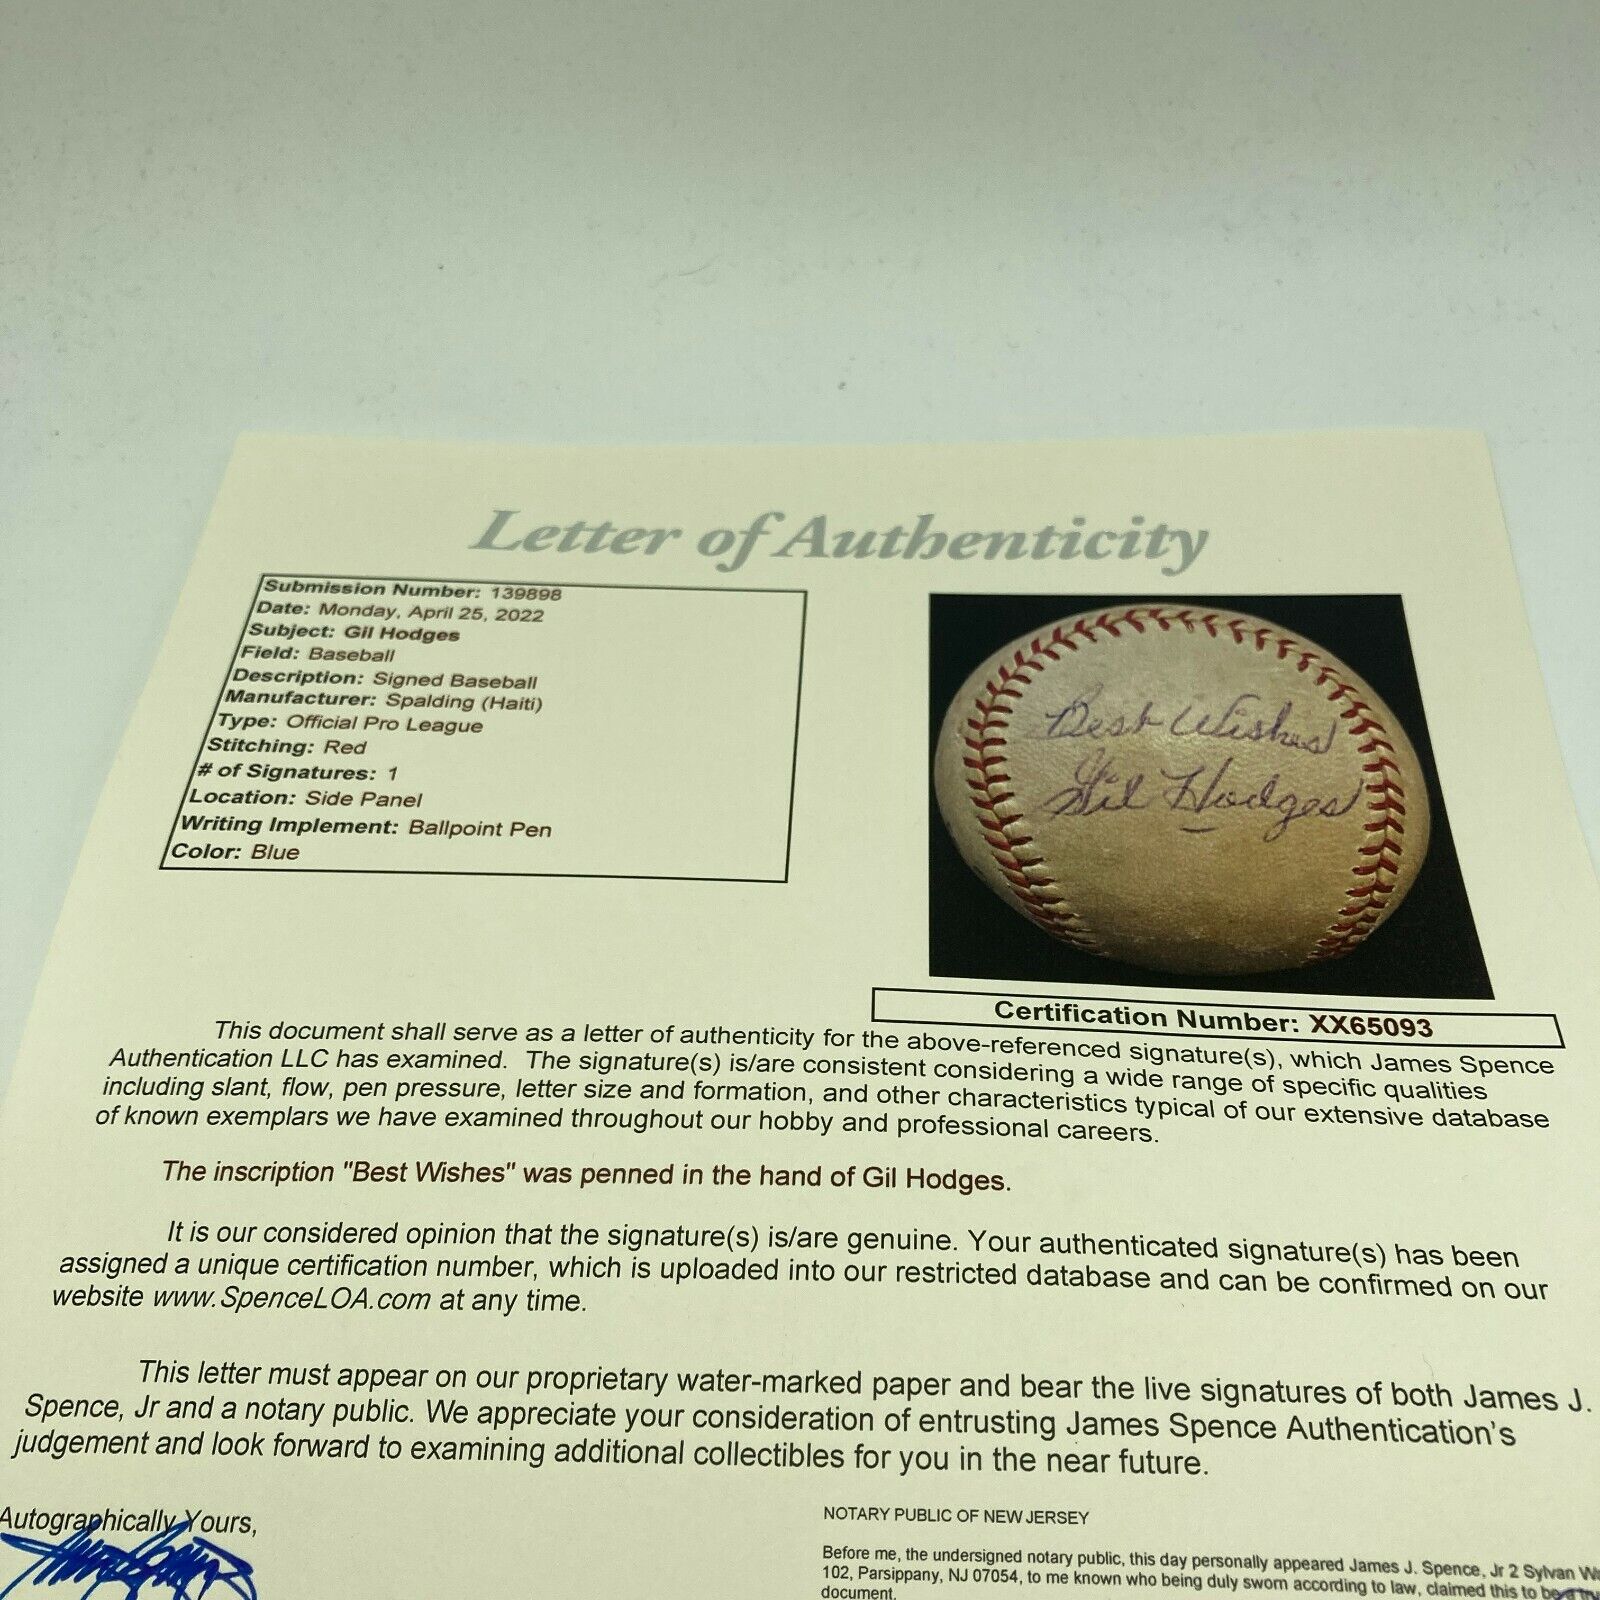 Letter of Authenticity
Submission Number: 139898
Date: Monday, April 25, 2022
Subject: Gil Hodges
Field: Baseball
Description: Signed Baseball
Manufacturer: Spalding (Haiti)
Type: Official Pro League
Stitching: Red
# of Signatures: 1
Location: Side Panel
Writing Implement: Ballpoint Pen
Color: Blue
Best Wishes
Gil Hodges
Certification Number: XX65093
This document shall serve as a letter of authenticity for the above-referenced signature(s), which James Spence
Authentication LLC has examined. The signature(s) is/are consistent considering a wide range of specific qualities
including slant, flow, pen pressure, letter size and formation, and other characteristics typical of our extensive database
of known exemplars we have examined throughout our hobby and professional careers.
The inscription "Best Wishes" was penned in the hand of Gil Hodges.
It is our considered opinion that the signature(s) is/are genuine. Your authenticated signature(s) has been
assigned a unique certification number, which is uploaded into our restricted database and can be confirmed on our
website www.SpenceLOA.com at any time.
This letter must appear on our proprietary water-marked paper and bear the live signatures of both James J.
Spence, Jr and a notary public. We appreciate your consideration of entrusting James Spence Authentication's
judgement and look forward to examining additional collectibles for you in the near future.
Autographically Yours,
NOTARY PUBLIC OF NEW JERSEY
Before me, the undersigned notary public, this day personally appeared James J. Spence, Jr 2 Sylvan
102, Parsippany, NJ 07054, to me known who being duly sworn according to law, claimed this to be a
document.